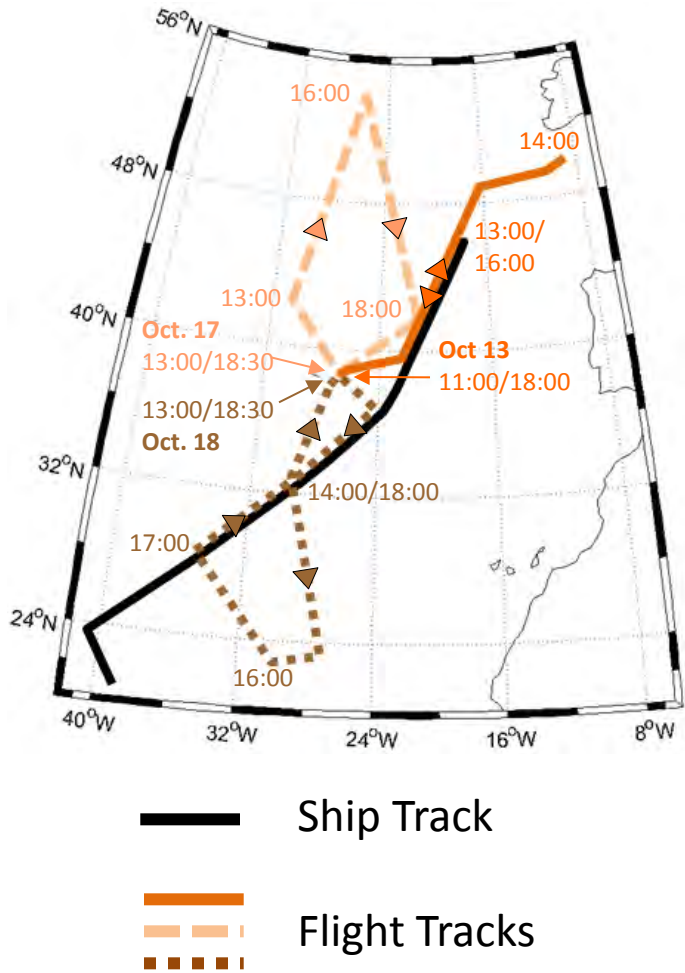 56°N
16:00
14:00
48°N
13:00/
16:00
13:00
18:00
40°N
Oct. 17
Oct 13
13:00/18:30
11:00/18:00
13:00/18:30
Oct. 18
32°N
14:00/18:00
17:00
24°N
16:00
40°W
32°W
24°W
16°W
8°W
Ship Track
Flight Tracks